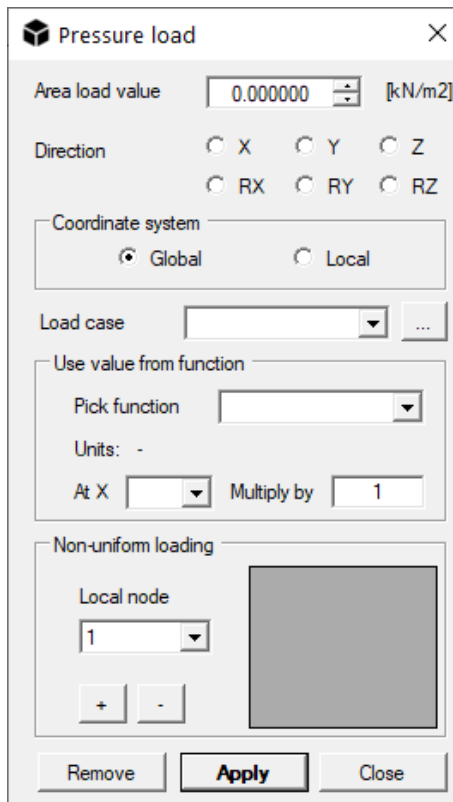 Pressure load
Area load value 0.000000 [kN/m2]
Direction X Y Z
RX RY RZ
Coordinate system
Global Local
Load case ...
Use value from function
Pick function
Units: -
At X Multiply by 1
Non-uniform loading
Local node
1
+ -
Remove Apply Close